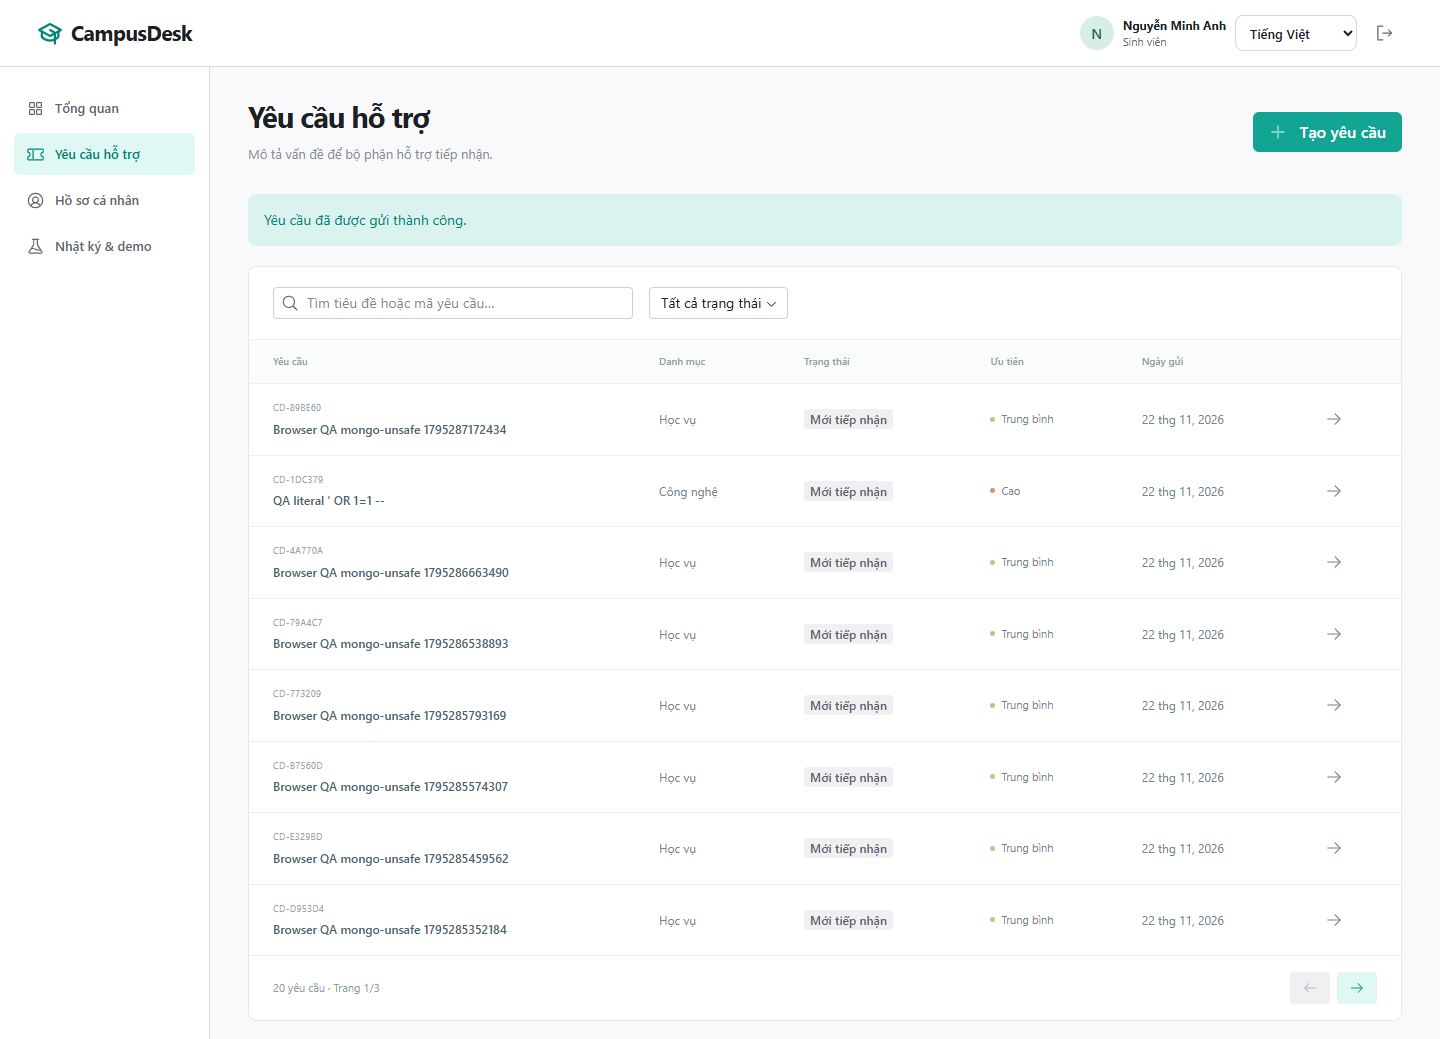 CampusDesk
N
Nguyễn Minh Anh
Sinh viên
Tiếng Việt
Tổng quan
Yêu cầu hỗ trợ
Hồ sơ cá nhân
Nhật ký & demo
Yêu cầu hỗ trợ
Mô tả vấn đề để bộ phận hỗ trợ tiếp nhận.
Tạo yêu cầu
Yêu cầu đã được gửi thành công.
Tìm tiêu đề hoặc mã yêu cầu...
Tất cả trạng thái
Yêu cầu Danh mục Trạng thái Ưu tiên Ngày gửi
CD-898E60
Browser QA mongo-unsafe 1795287172434 Học vụ Mới tiếp nhận Trung bình 22 thg 11, 2026
CD-1DC379
QA literal ' OR 1=1 -- Công nghệ Mới tiếp nhận Cao 22 thg 11, 2026
CD-4A770A
Browser QA mongo-unsafe 1795286663490 Học vụ Mới tiếp nhận Trung bình 22 thg 11, 2026
CD-79A4C7
Browser QA mongo-unsafe 1795286538893 Học vụ Mới tiếp nhận Trung bình 22 thg 11, 2026
CD-773209
Browser QA mongo-unsafe 1795285793169 Học vụ Mới tiếp nhận Trung bình 22 thg 11, 2026
CD-B7560D
Browser QA mongo-unsafe 1795285574307 Học vụ Mới tiếp nhận Trung bình 22 thg 11, 2026
CD-E329BD
Browser QA mongo-unsafe 1795285459562 Học vụ Mới tiếp nhận Trung bình 22 thg 11, 2026
CD-D953D4
Browser QA mongo-unsafe 1795285352184 Học vụ Mới tiếp nhận Trung bình 22 thg 11, 2026
20 yêu cầu · Trang 1/3